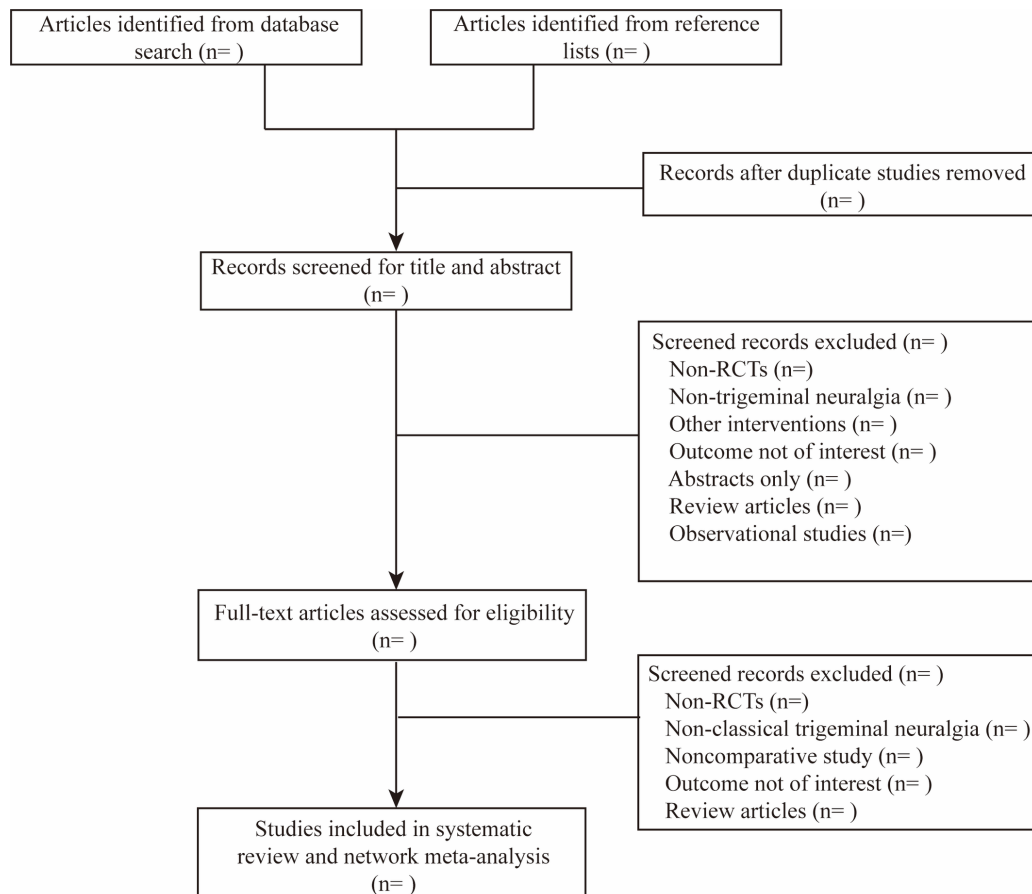 Articles identified from database
search (n= )
Articles identified from reference
lists (n= )
Records after duplicate studies removed
(n= )
Records screened for title and abstract
(n= )
Screened records excluded (n= )
Non-RCTs (n=)
Non-trigeminal neuralgia (n= )
Other interventions (n= )
Outcome not of interest (n= )
Abstracts only (n= )
Review articles (n= )
Observational studies (n=)
Full-text articles assessed for eligibility
(n= )
Screened records excluded (n= )
Non-RCTs (n=)
Non-classical trigeminal neuralgia (n= )
Noncomparative study (n= )
Outcome not of interest (n= )
Review articles (n= )
Studies included in systematic
review and network meta-analysis
(n= )